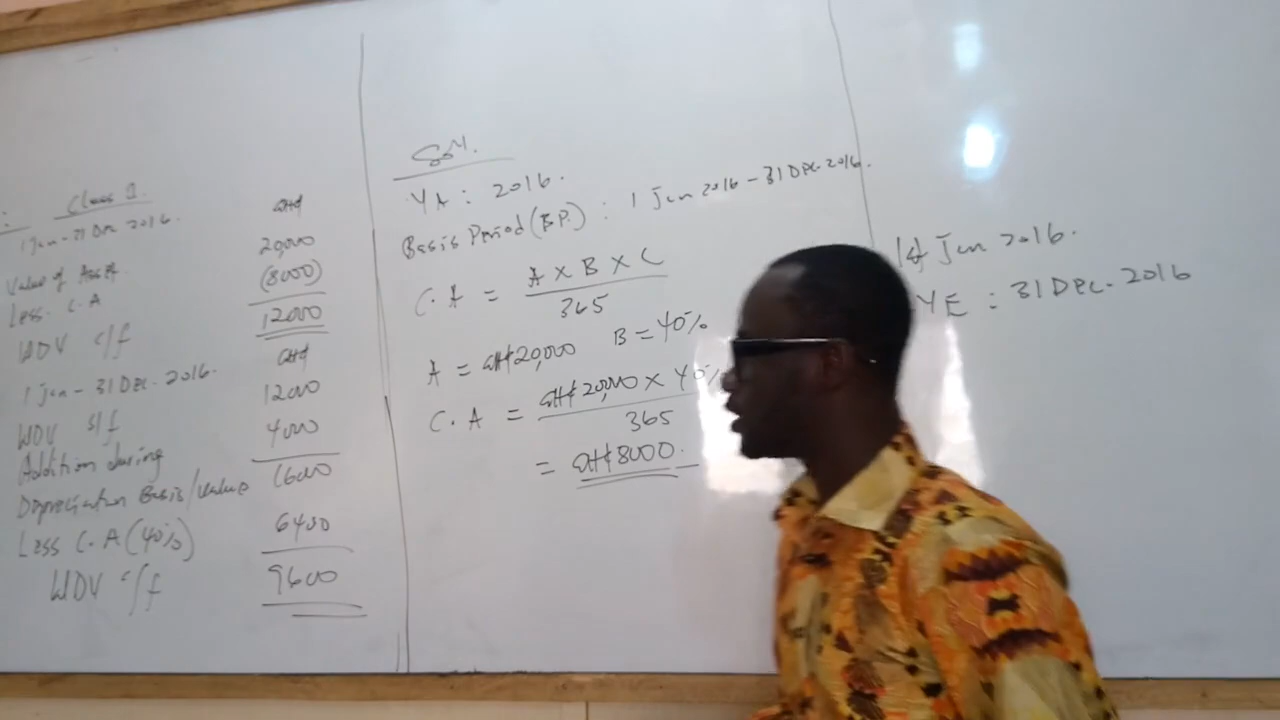 Class 1.
1 Jan - 31 Dec 2016. GH¢
Value of Asset 20,000
Less. C.A (8000)
WDV c/f 12000
1 Jan - 31 Dec. 2016. GH¢
WDV b/f 12000
Addition during 4000
Depreciation Basis/value 16000
Less C.A (40%) 6400
WDV c/f 9600
Soln.
YA : 2016.
Basis Period (BP.) : 1 Jan 2016 - 31 Dec. 2016.
C.A = A X B X C
365
A = GH¢20,000 B = 40%
C.A = GH¢20,000 X 40%
365
= GH¢8000.
1st Jan 2016.
YE : 31 Dec. 2016